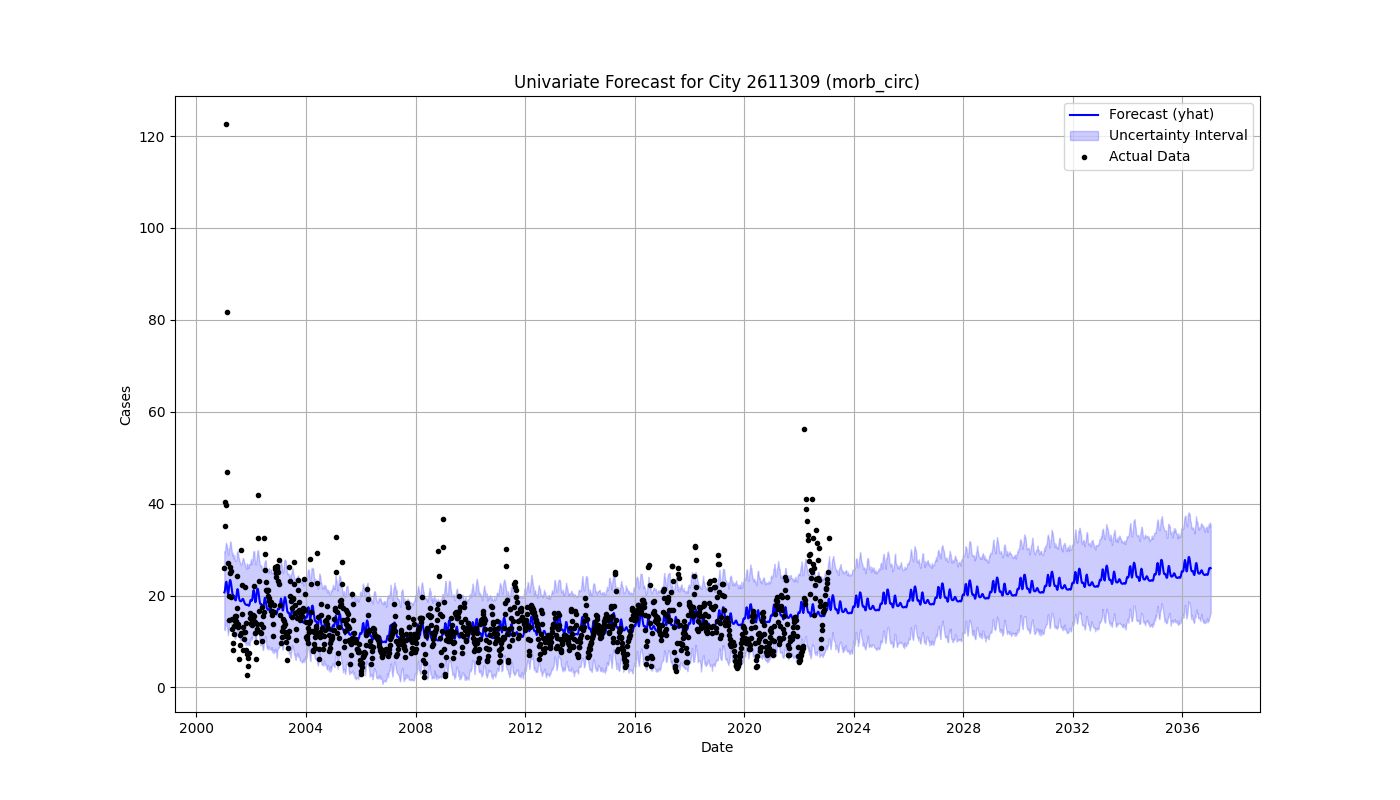 Univariate Forecast for City 2611309 (morb_circ)
Forecast (yhat)
Uncertainty Interval
Actual Data
Cases
120
100
80
60
40
20
0
2000 2004 2008 2012 2016 2020 2024 2028 2032 2036
Date